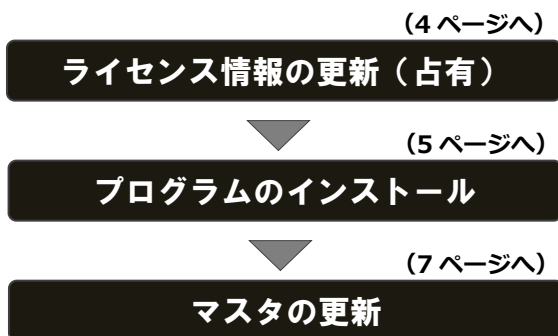 （4 ページへ）
ライセンス情報の更新（占有）
（5 ページへ）
プログラムのインストール
（7 ページへ）
マスタの更新